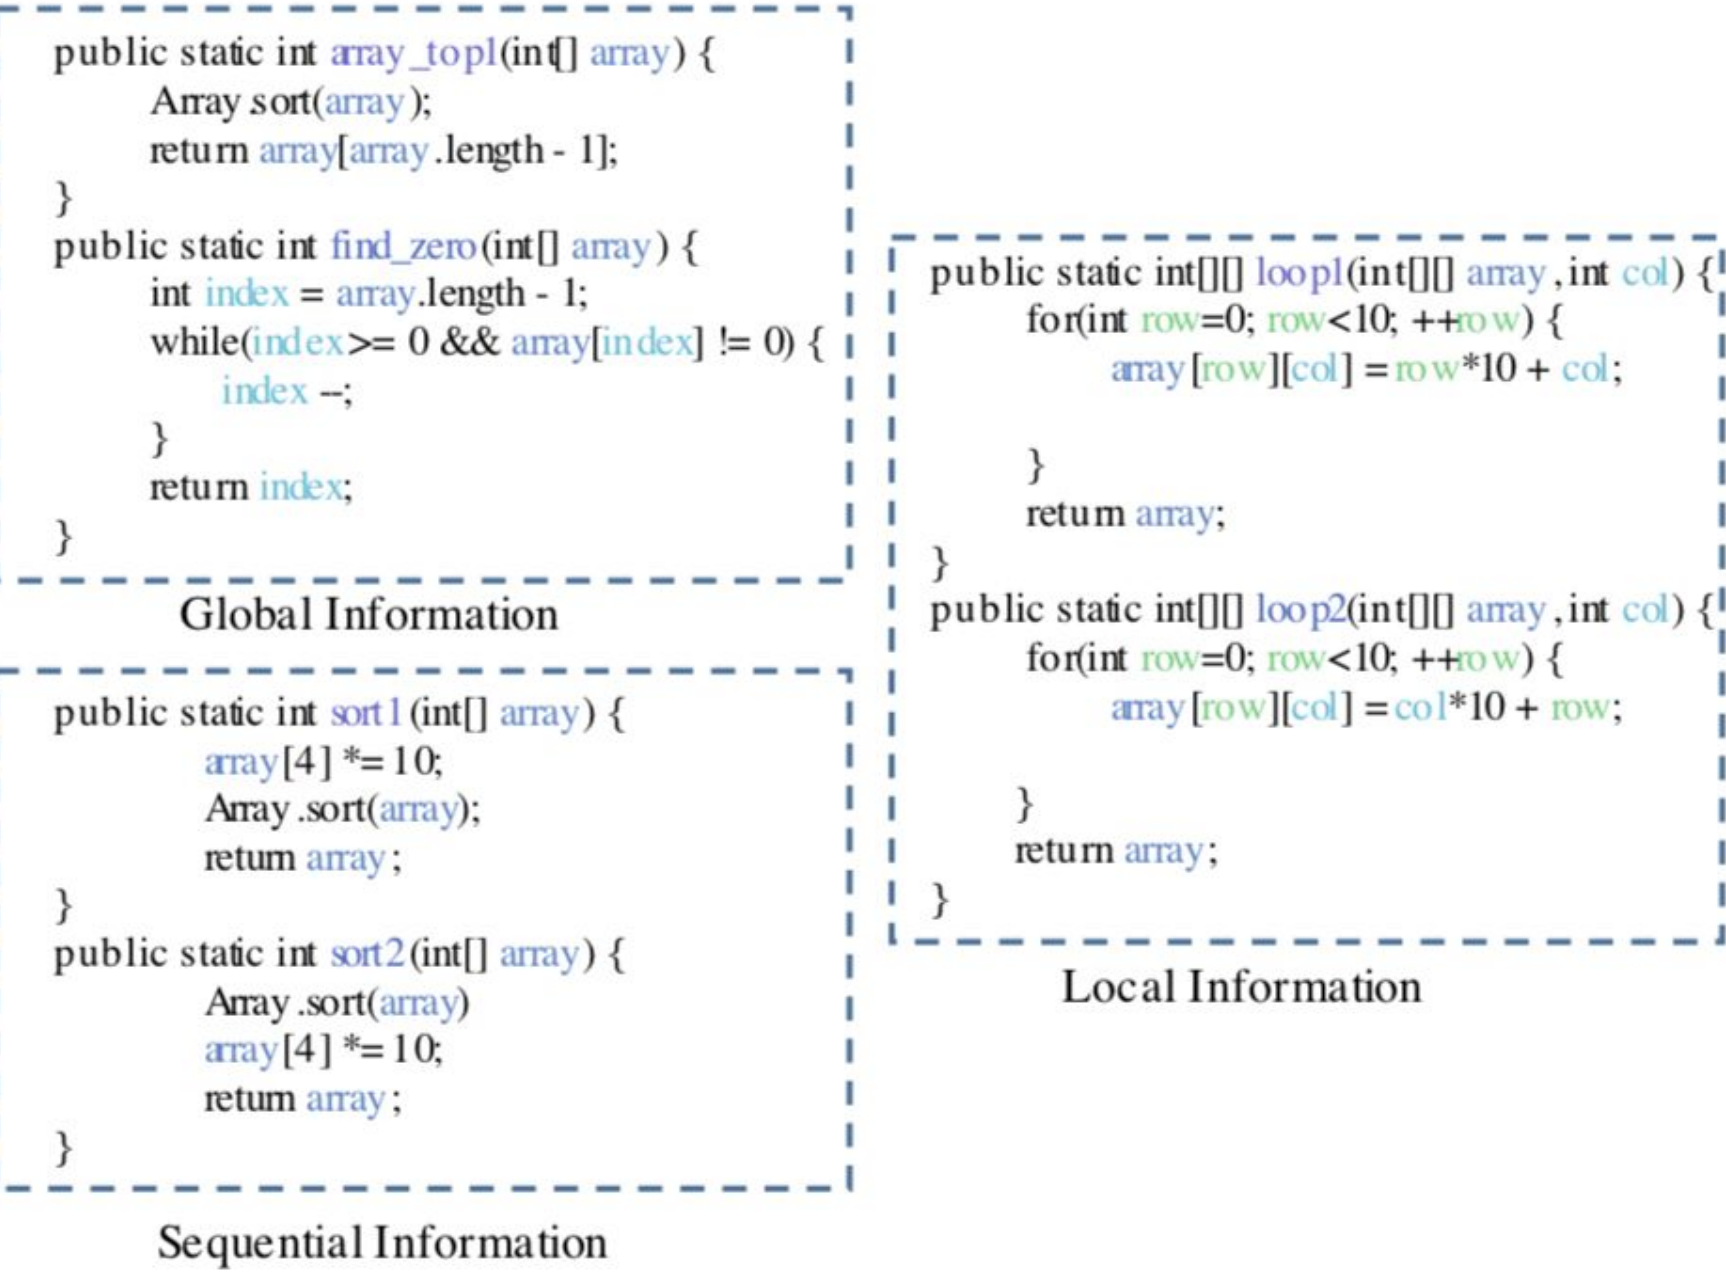 public static int array_top1(int[] array) {
Array.sort(array);
return array[array.length - 1];
}
public static int find_zero(int[] array) {
int index = array.length - 1;
while(index>= 0 && array[index] != 0) {
index --;
}
return index;
}
Global Information
public static int sort1(int[] array) {
array[4] *= 10;
Array.sort(array);
return array;
}
public static int sort2(int[] array) {
Array.sort(array)
array[4] *= 10;
return array;
}
Sequential Information
public static int[][] loop1(int[][] array,int col) {
for(int row=0; row<10; ++row) {
array[row][col] = row*10 + col;
}
return array;
}
public static int[][] loop2(int[][] array,int col) {
for(int row=0; row<10; ++row) {
array[row][col] = col*10 + row;
}
return array;
}
Local Information